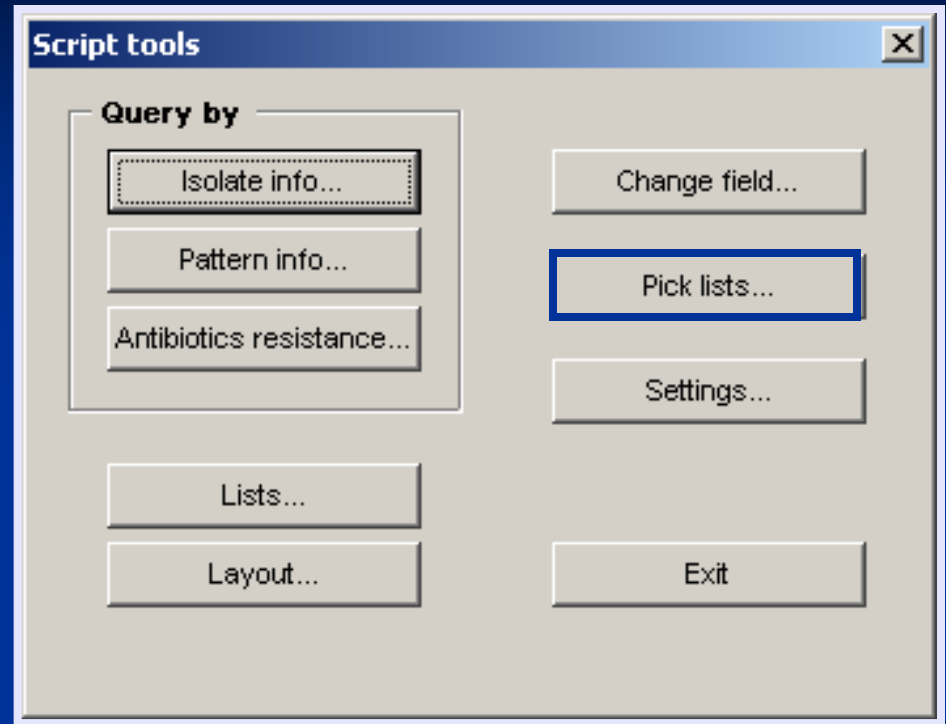 Script tools
Query by
Isolate info...
Pattern info...
Antibiotics resistance...
Lists...
Layout...
Change field...
Pick lists...
Settings...
Exit